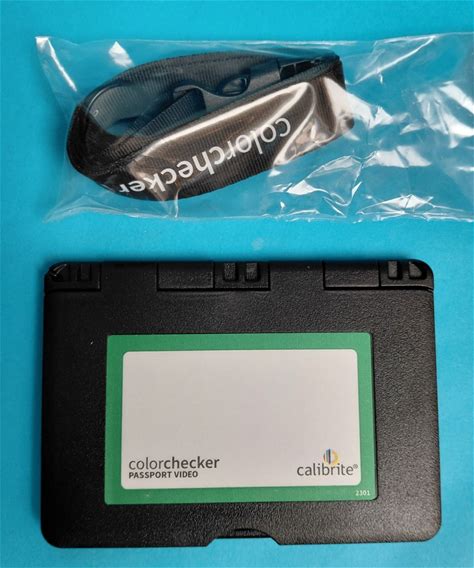 colorchecker
colorchecker
PASSPORT VIDEO
calibrite®
2301